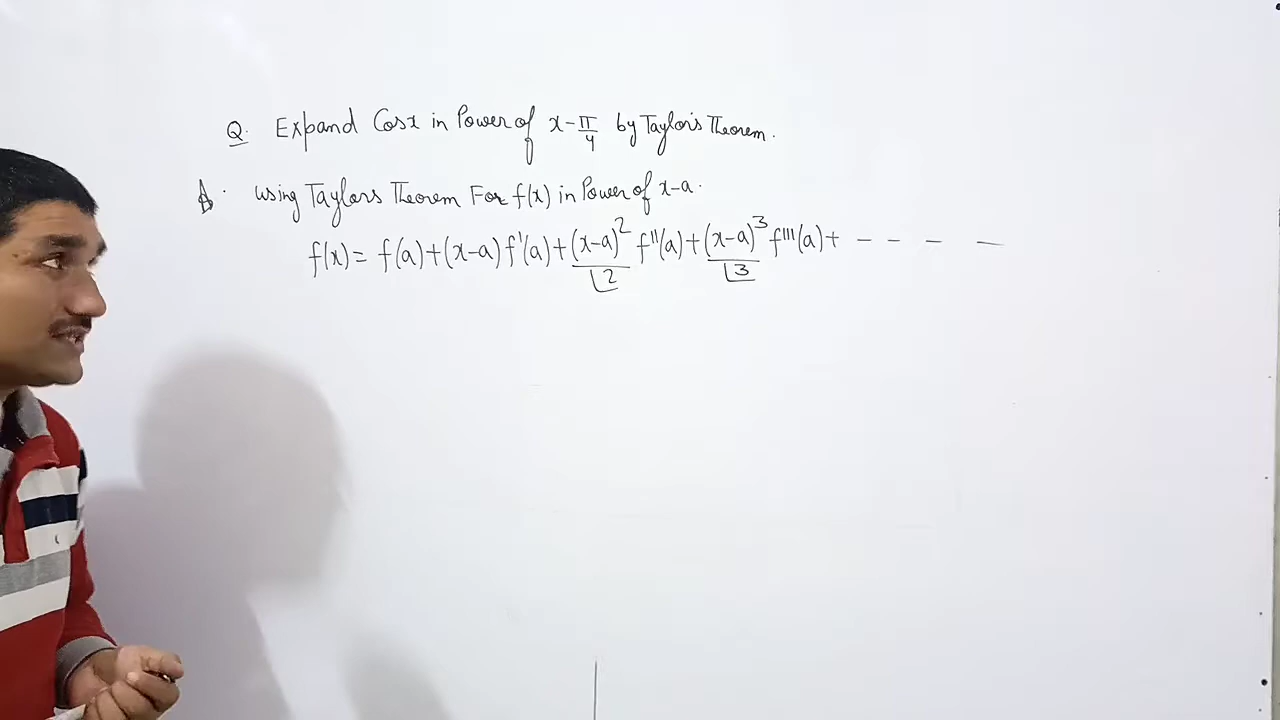 Q. Expand Cosx in Power of x-π/4 by Taylor's Theorem.
A. using Taylors Theorem For f(x) in Power of x-a.
f(x) = f(a)+(x-a) f'(a)+(x-a)²/⌊2 f''(a)+(x-a)³/⌊3 f'''(a)+ - - - -